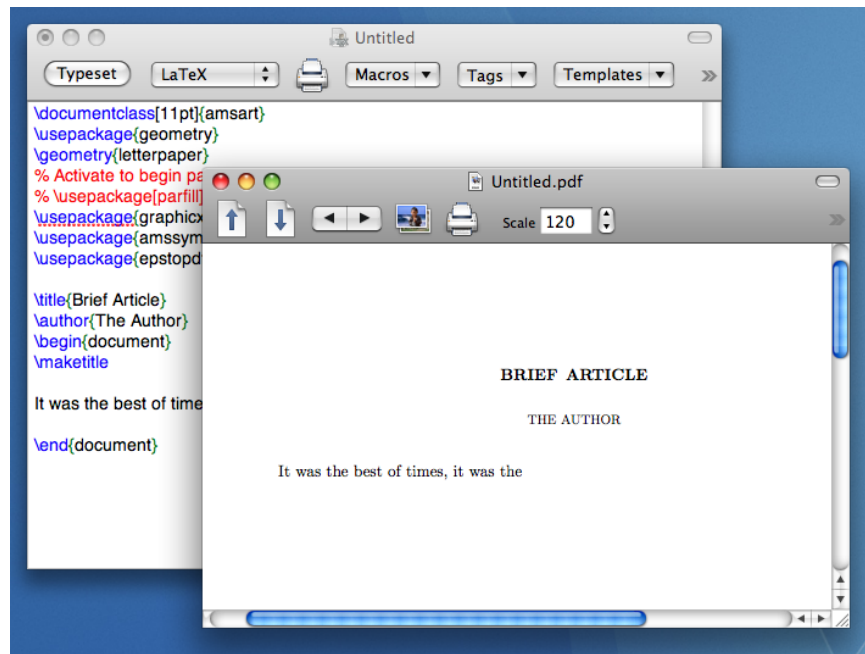 Untitled
Typeset LaTeX Macros Tags Templates
\documentclass[11pt]{amsart}
\usepackage{geometry}
\geometry{letterpaper}
% Activate to begin pa
% \usepackage[parfill]
\usepackage{graphicx
\usepackage{amssym
\usepackage{epstopd
\title{Brief Article}
\author{The Author}
\begin{document}
\maketitle
It was the best of time
\end{document}
Untitled.pdf
Scale 120
BRIEF ARTICLE
THE AUTHOR
It was the best of times, it was the